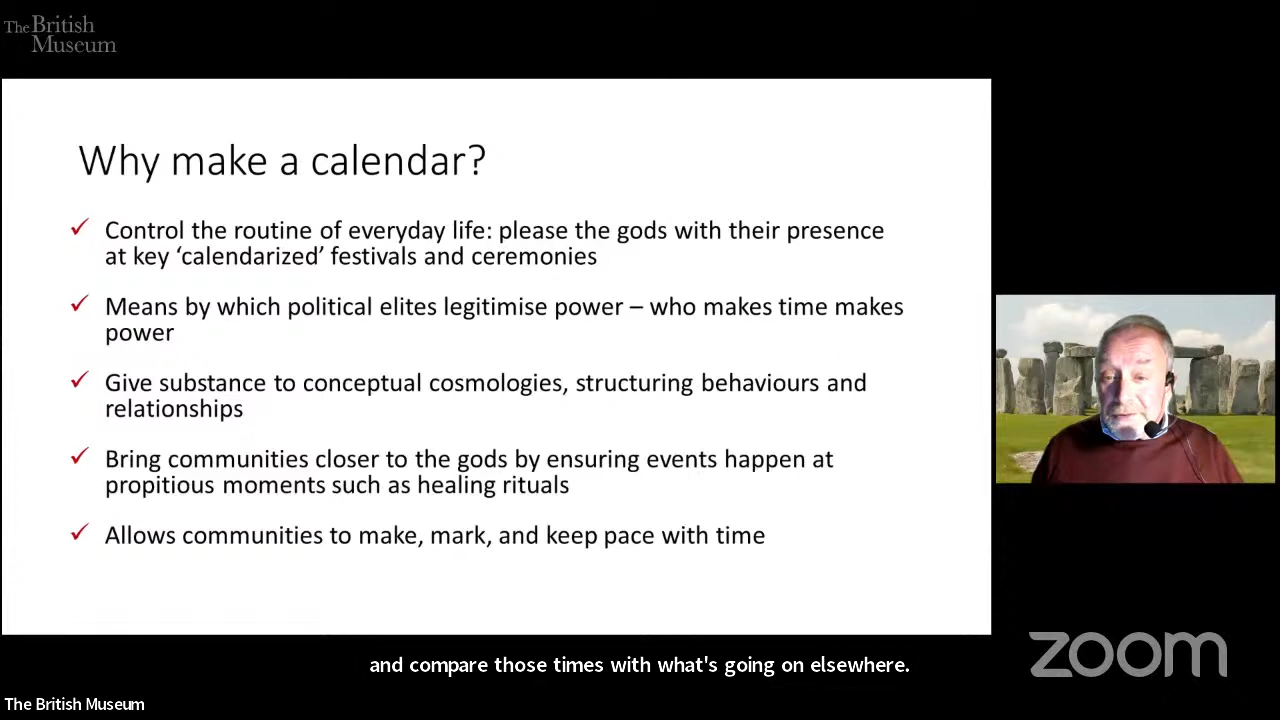 The British
Museum
Why make a calendar?
✓ Control the routine of everyday life: please the gods with their presence
at key ‘calendarized’ festivals and ceremonies
✓ Means by which political elites legitimise power – who makes time makes
power
✓ Give substance to conceptual cosmologies, structuring behaviours and
relationships
✓ Bring communities closer to the gods by ensuring events happen at
propitious moments such as healing rituals
✓ Allows communities to make, mark, and keep pace with time
and compare those times with what's going on elsewhere.
zoom
The British Museum